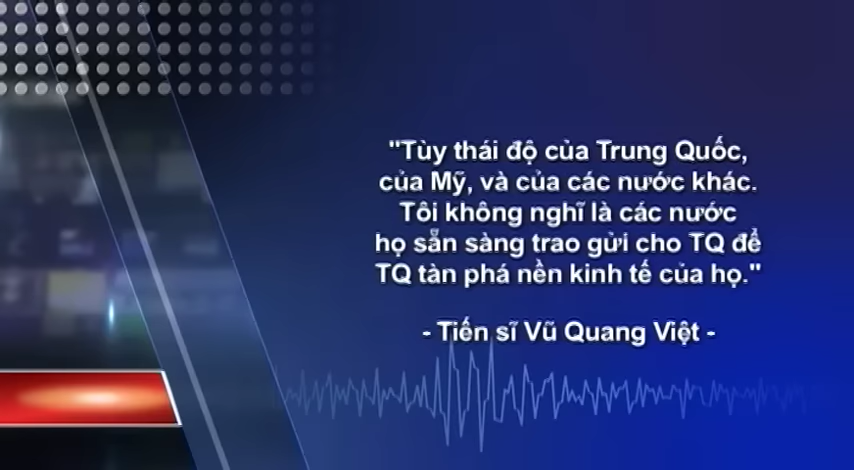 "Tùy thái độ của Trung Quốc,
của Mỹ, và của các nước khác.
Tôi không nghĩ là các nước
họ sẵn sàng trao gửi cho TQ để
TQ tàn phá nền kinh tế của họ."
- Tiến sĩ Vũ Quang Việt -